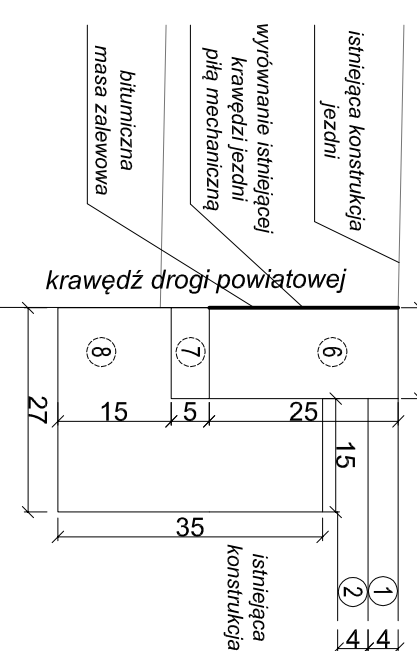 istniejąca konstrukcja
jezdni
wyrównanie istniejącej
krawędzi jezdni
piłą mechaniczną
bitumiczna
masa zalewowa
krawędź drogi powiatowej
6
7
8
25
5
15
15
27
35
1
2
4
4
istniejąca
konstrukcja